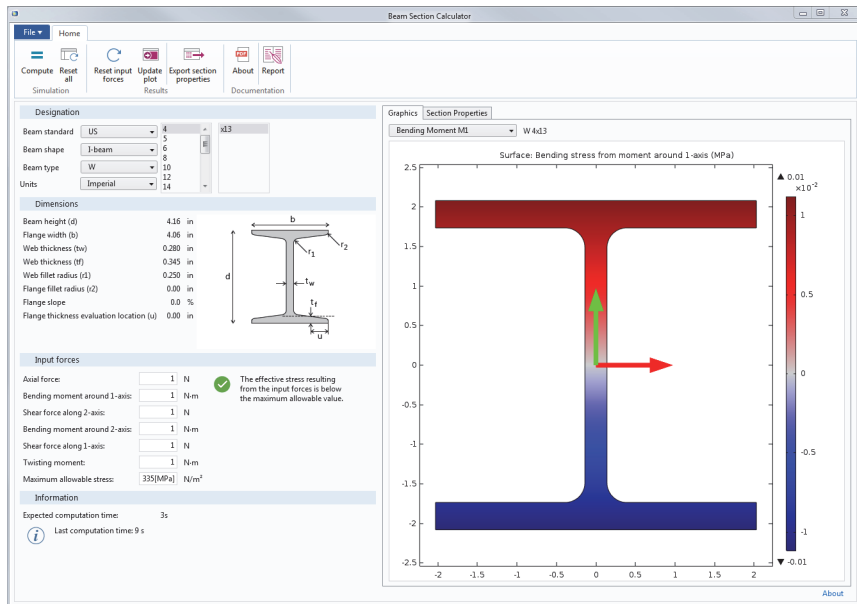 Beam Section Calculator
File ▾ Home
Compute Reset all Reset input forces Update plot Export section properties About Report
Simulation Results Documentation
Designation
Beam standard US
Beam shape I-beam
Beam type W
Units Imperial
4
5
6
8
10
12
14
x13
Dimensions
Beam height (d) 4.16 in
Flange width (b) 4.06 in
Web thickness (tw) 0.280 in
Web thickness (tf) 0.345 in
Web fillet radius (r1) 0.250 in
Flange fillet radius (r2) 0.00 in
Flange slope 0.0 %
Flange thickness evaluation location (u) 0.00 in
b
r2
r1
d
tw
tf
u
Input forces
Axial force: 1 N
Bending moment around 1-axis: 1 N·m
Shear force along 2-axis: 1 N
Bending moment around 2-axis: 1 N·m
Shear force along 1-axis: 1 N
Twisting moment: 1 N·m
Maximum allowable stress: 335[MPa] N/m²
The effective stress resulting
from the input forces is below
the maximum allowable value.
Information
Expected computation time: 3s
i Last computation time: 9 s
Graphics Section Properties
Bending Moment M1 W 4x13
Surface: Bending stress from moment around 1-axis (MPa)
2.5
2
1.5
1
0.5
0
-0.5
-1
-1.5
-2
-2.5
-2 -1.5 -1 -0.5 0 0.5 1 1.5 2
▲ 0.01
×10⁻²
1
0.5
0
-0.5
-1
▼ -0.01
About